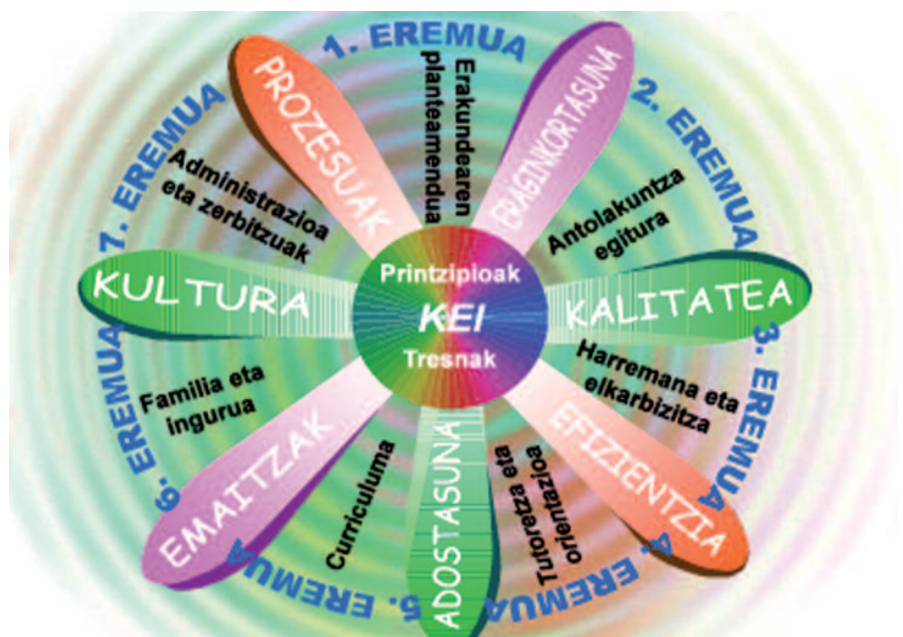 1. EREMUA
Erakundearen
planteamendua
ERAGINKORTASUNA
2. EREMUA
Antolakuntza
egitura
KALITATEA
3. EREMUA
Harremana eta
elkarbizitza
EFIZIENTZIA
4. EREMUA
Tutoretza eta
orientazioa
ADOSTASUNA
5. EREMUA
Curriculuma
EMAITZAK
6. EREMUA
Familia eta
ingurua
KULTURA
7. EREMUA
Administrazioa
eta zerbitzuak
PROZESUAK
Printzipioak
KEI
Tresnak